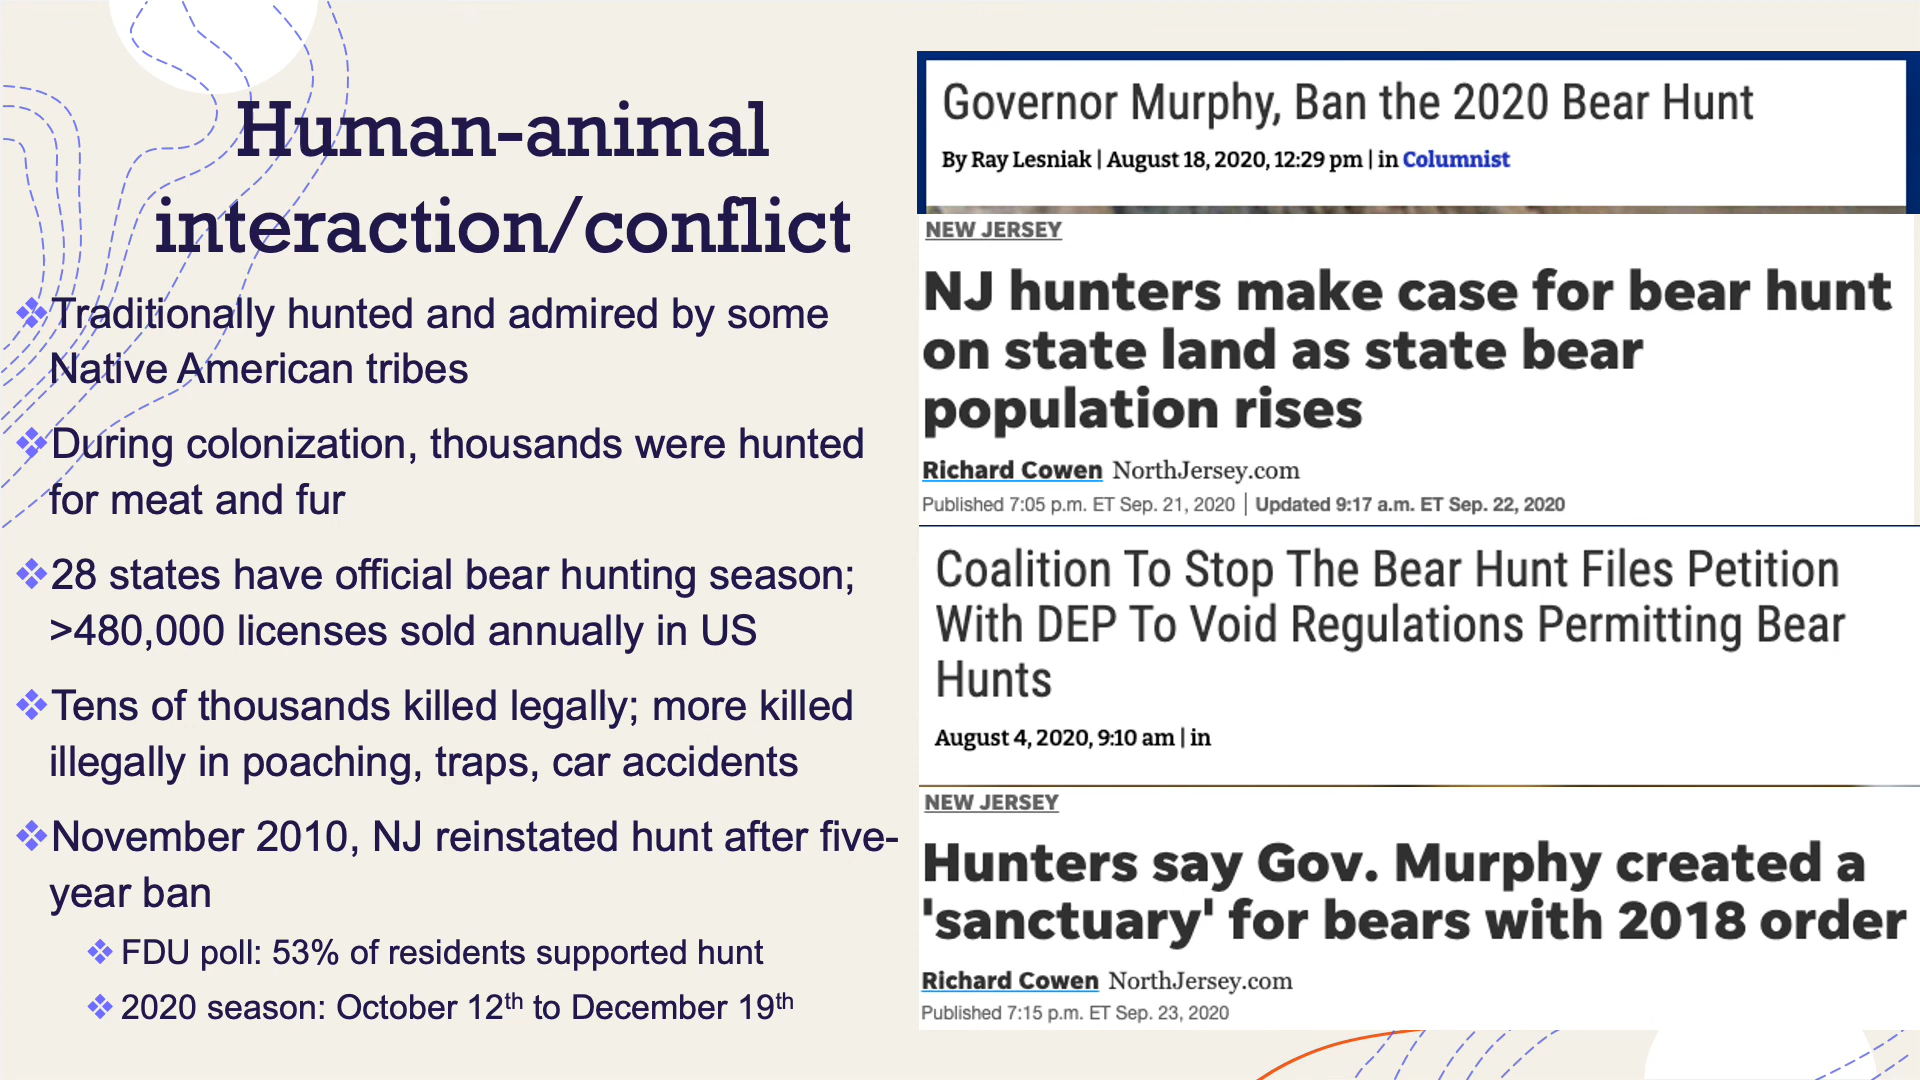 Human-animal
interaction/conflict
Traditionally hunted and admired by some
Native American tribes
During colonization, thousands were hunted
for meat and fur
28 states have official bear hunting season;
>480,000 licenses sold annually in US
Tens of thousands killed legally; more killed
illegally in poaching, traps, car accidents
November 2010, NJ reinstated hunt after five-
year ban
FDU poll: 53% of residents supported hunt
2020 season: October 12th to December 19th
Governor Murphy, Ban the 2020 Bear Hunt
By Ray Lesniak | August 18, 2020, 12:29 pm | in Columnist
NEW JERSEY
NJ hunters make case for bear hunt
on state land as state bear
population rises
Richard Cowen NorthJersey.com
Published 7:05 p.m. ET Sep. 21, 2020 | Updated 9:17 a.m. ET Sep. 22, 2020
Coalition To Stop The Bear Hunt Files Petition
With DEP To Void Regulations Permitting Bear
Hunts
August 4, 2020, 9:10 am | in
NEW JERSEY
Hunters say Gov. Murphy created a
'sanctuary' for bears with 2018 order
Richard Cowen NorthJersey.com
Published 7:15 p.m. ET Sep. 23, 2020